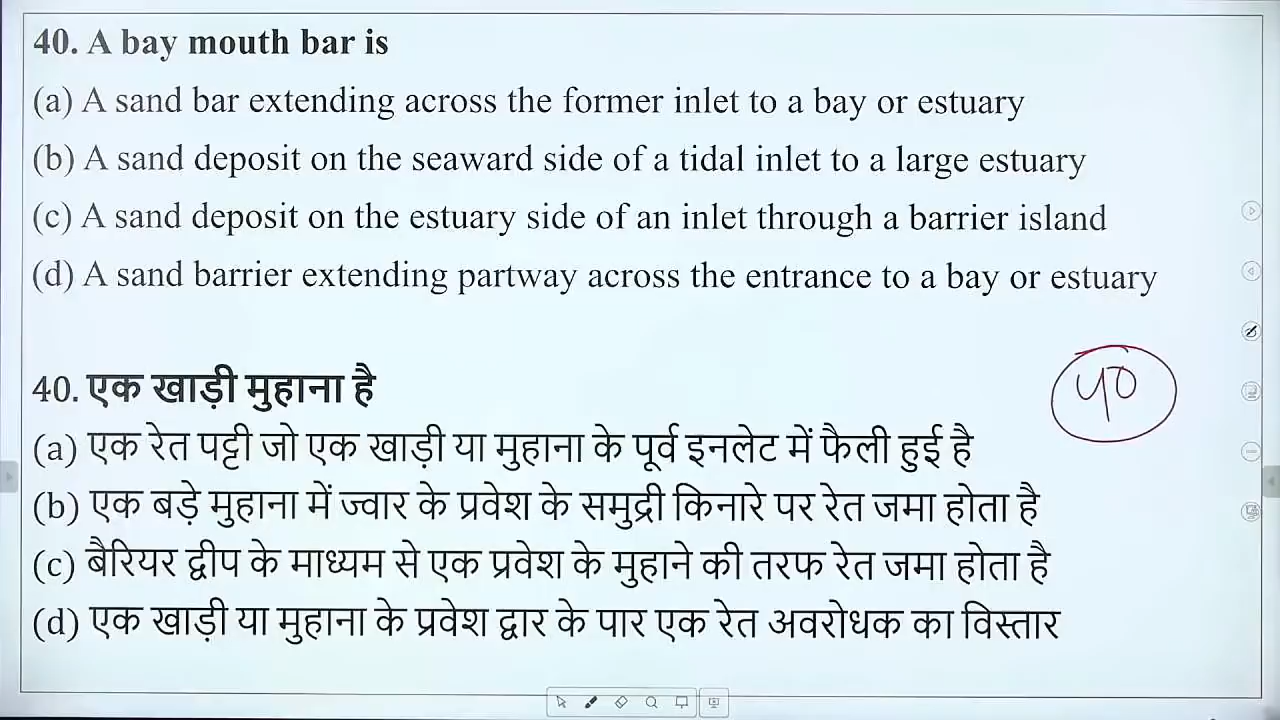 40. A bay mouth bar is
(a) A sand bar extending across the former inlet to a bay or estuary
(b) A sand deposit on the seaward side of a tidal inlet to a large estuary
(c) A sand deposit on the estuary side of an inlet through a barrier island
(d) A sand barrier extending partway across the entrance to a bay or estuary
40. एक खाड़ी मुहाना है
40
(a) एक रेत पट्टी जो एक खाड़ी या मुहाना के पूर्व इनलेट में फैली हुई है
(b) एक बड़े मुहाना में ज्वार के प्रवेश के समुद्री किनारे पर रेत जमा होता है
(c) बैरियर द्वीप के माध्यम से एक प्रवेश के मुहाने की तरफ रेत जमा होता है
(d) एक खाड़ी या मुहाना के प्रवेश द्वार के पार एक रेत अवरोधक का विस्तार